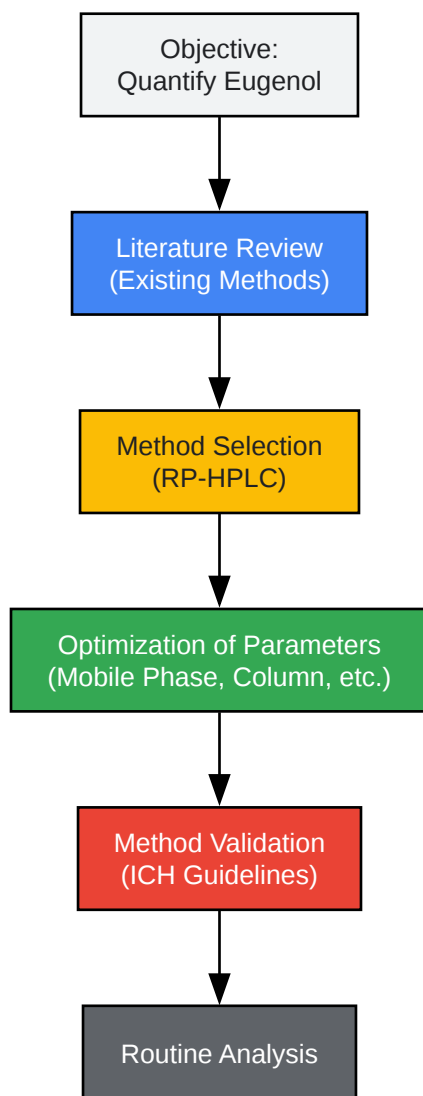 Objective:
Quantify Eugenol
Literature Review
(Existing Methods)
Method Selection
(RP-HPLC)
Optimization of Parameters
(Mobile Phase, Column, etc.)
Method Validation
(ICH Guidelines)
Routine Analysis